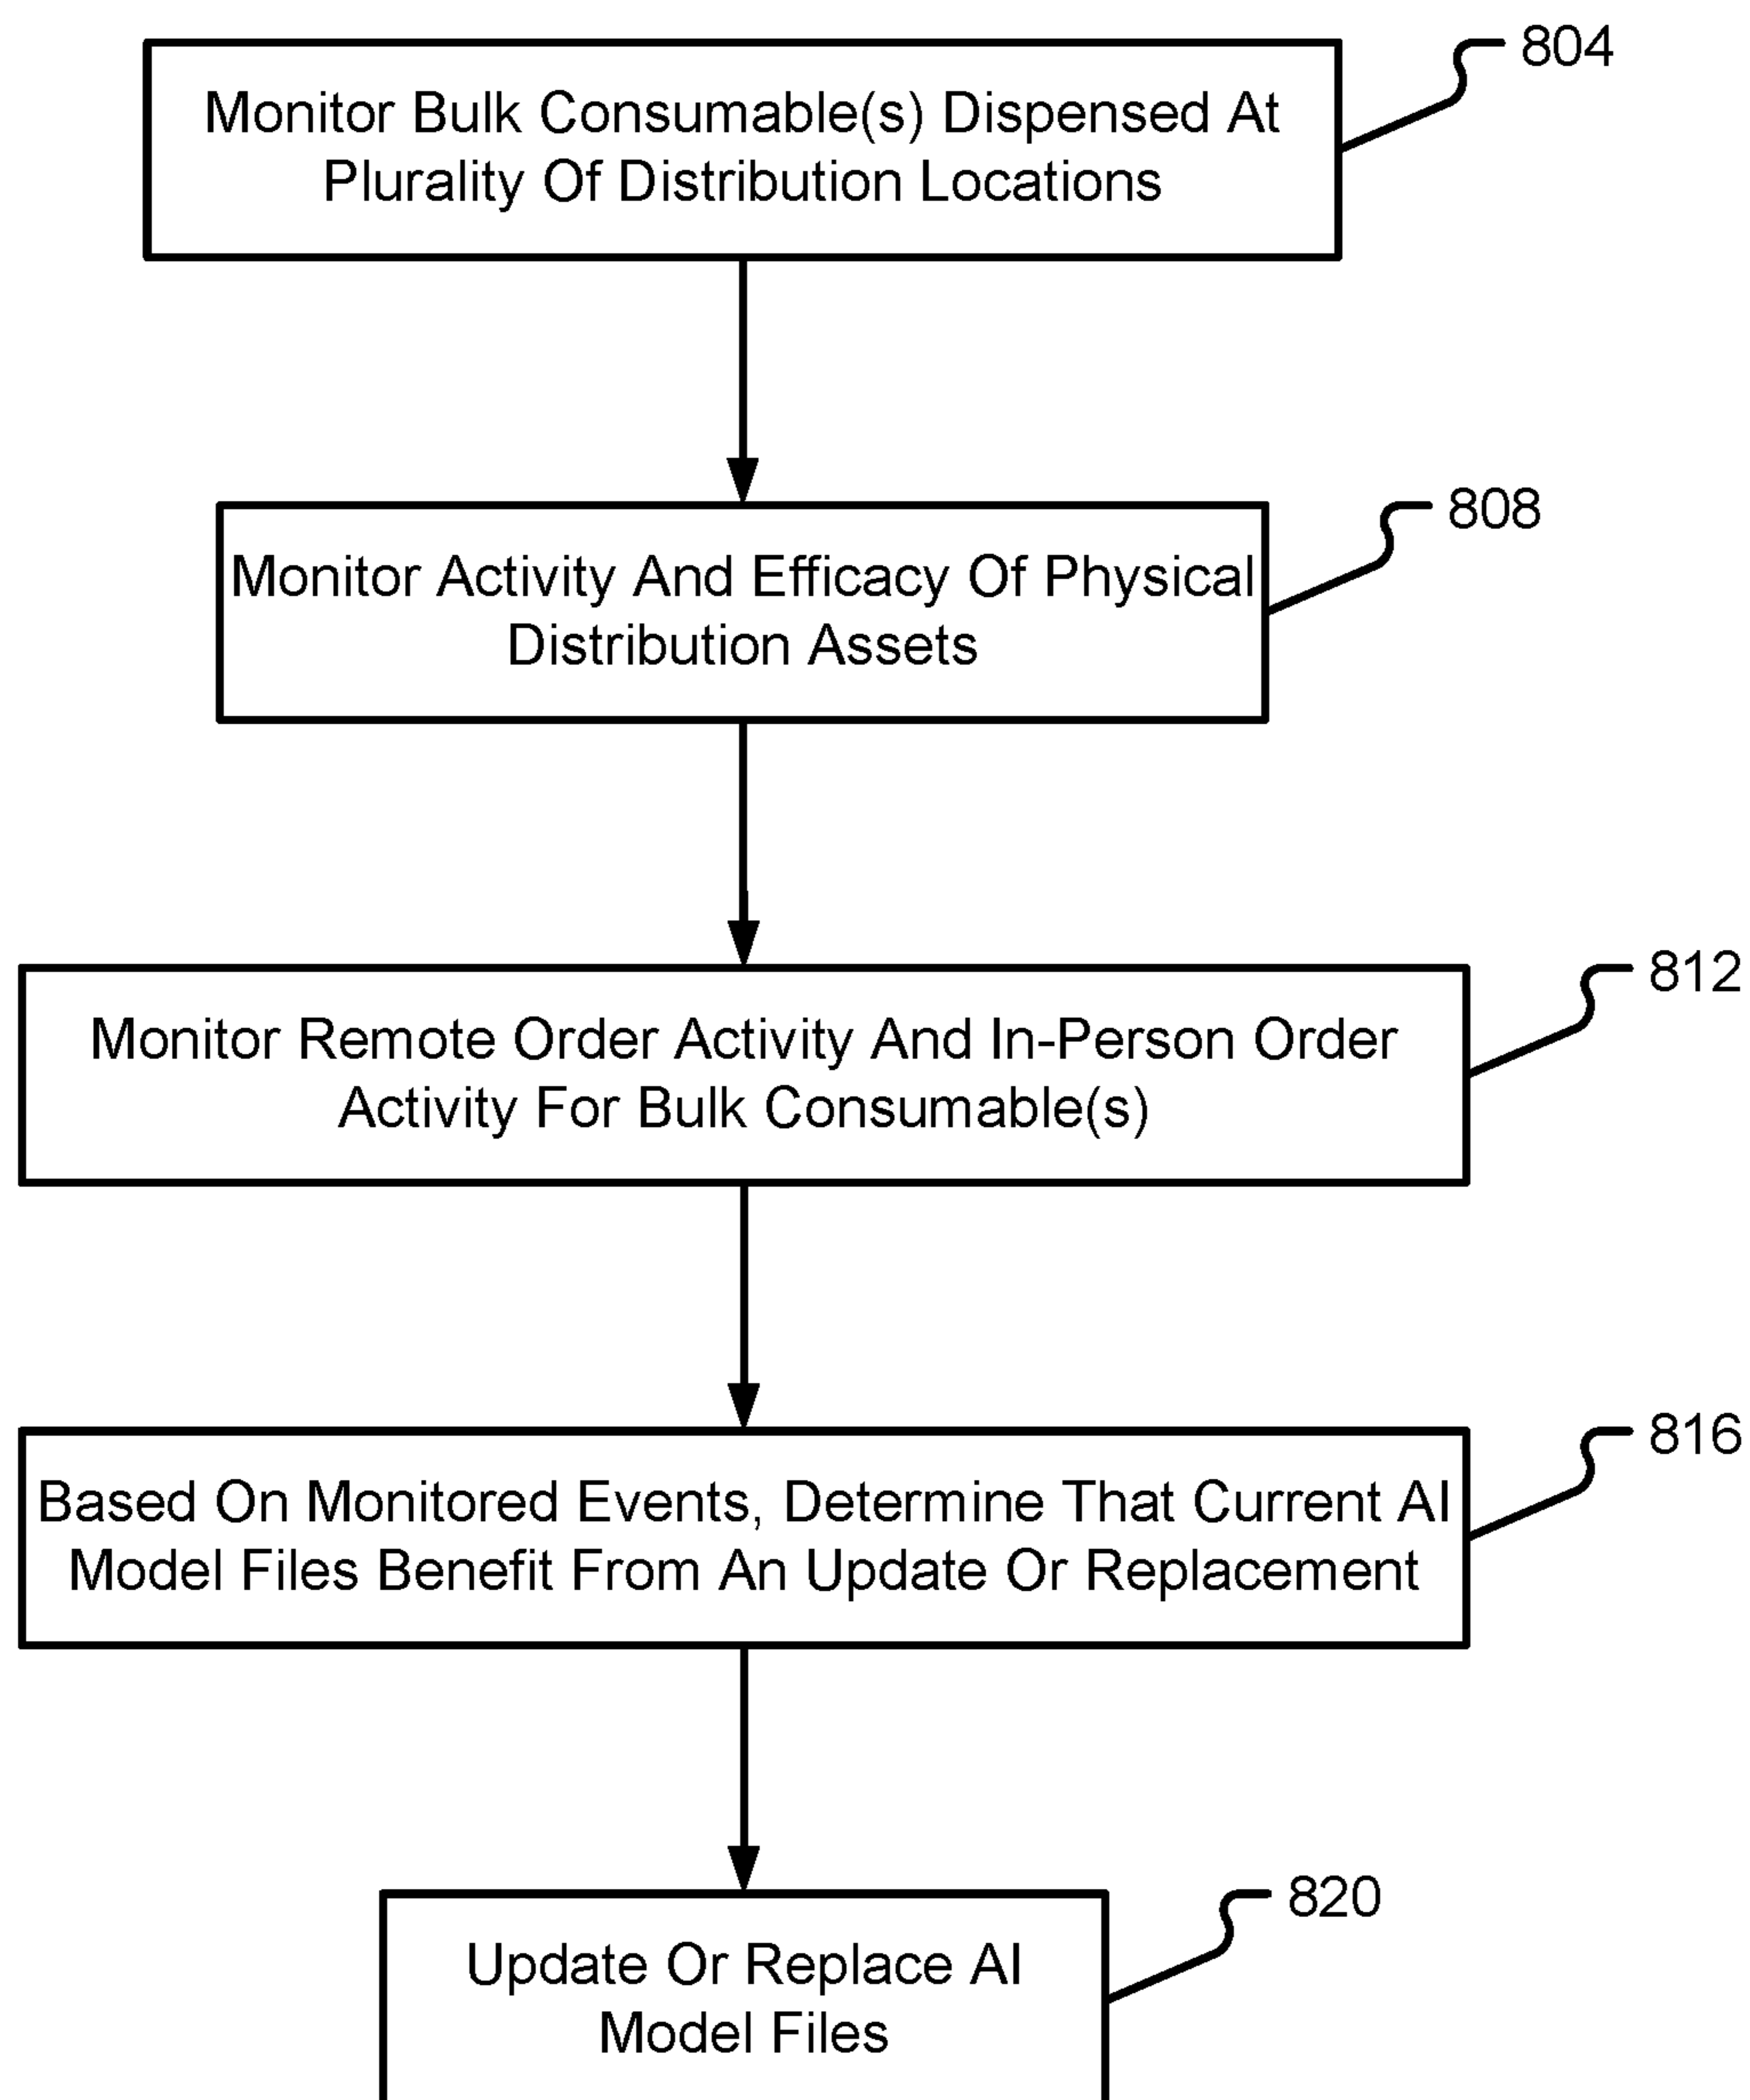 804
Monitor Bulk Consumable(s) Dispensed At
Plurality Of Distribution Locations
808
Monitor Activity And Efficacy Of Physical
Distribution Assets
812
Monitor Remote Order Activity And In-Person Order
Activity For Bulk Consumable(s)
816
Based On Monitored Events, Determine That Current AI
Model Files Benefit From An Update Or Replacement
820
Update Or Replace AI
Model Files